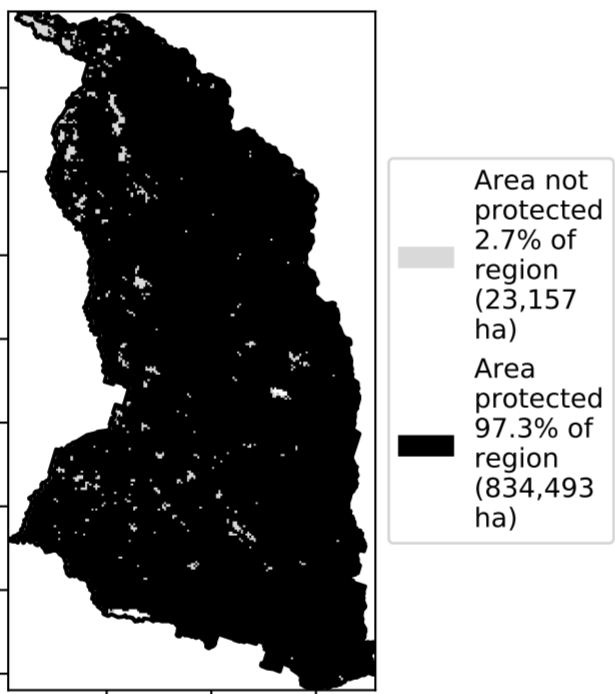 Area not
protected
2.7% of
region
(23,157
ha)
Area
protected
97.3% of
region
(834,493
ha)